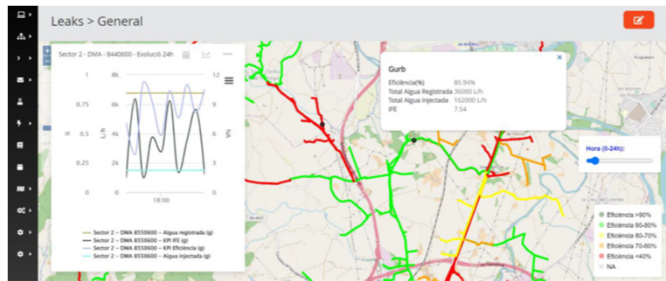 Leaks > General
Sector 2 - DMA - 8440600 - Evolució 24h
1 8k 12
0.75 6k 9
0.5 4k 6
0.25 2k 3
0 0 0
% L/h NA
18:00
Sector 2 – DMA 8550600 – Aigua registrada (g)
Sector 2 – DMA 8550600 – KPI IFE (g)
Sector 2 – DMA 8550600 – KPI Eficiència (g)
Sector 2 – DMA 8550600 – Aigua injectada (g)
Gurb
Eficiència(%) 85,94%
Total Aigua Registrada 36000 L/h
Total Aigua Injectada 162000 L/h
IFE 7.54
Hora (0-24h):
Eficiència >90%
Eficiència 90-80%
Eficiència 80-70%
Eficiència 70-60%
Eficiència <40%
NA